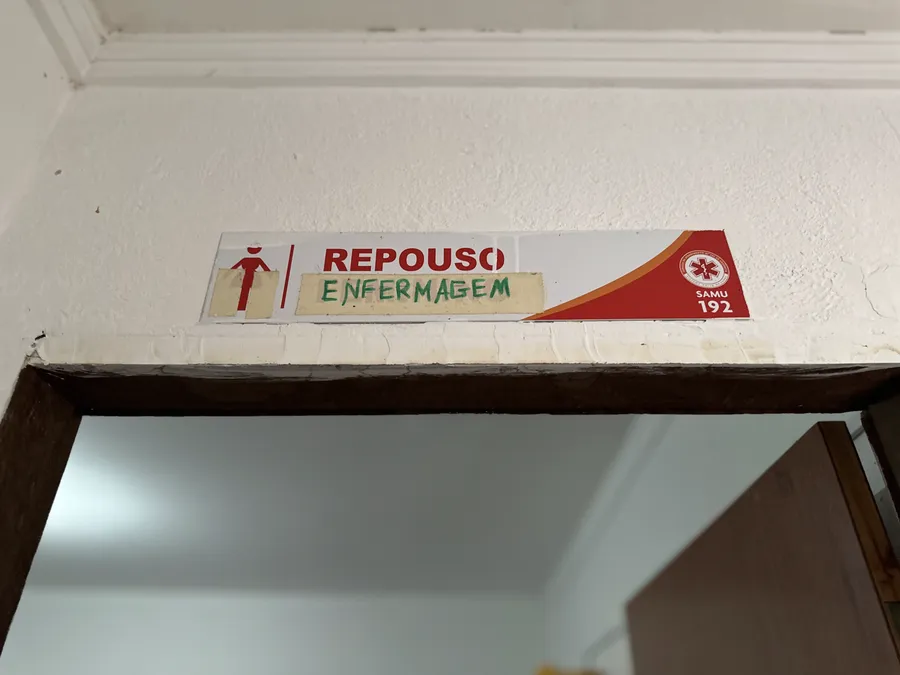 REPOUSO
ENFERMAGEM
SAMU
192